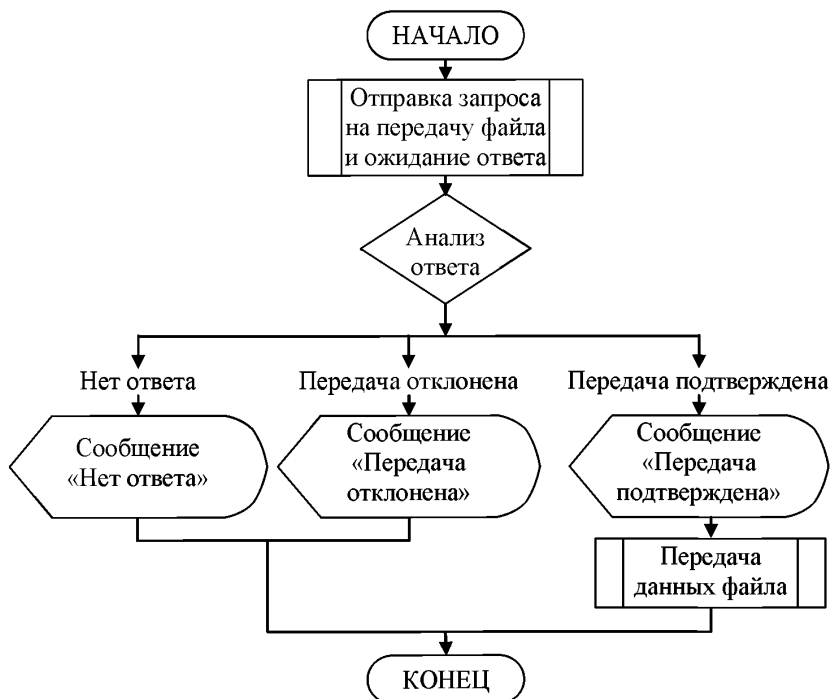 НАЧАЛО
Отправка запроса
на передачу файла
и ожидание ответа
Анализ
ответа
Нет ответа
Передача отклонена
Передача подтверждена
Сообщение
«Нет ответа»
Сообщение
«Передача
отклонена»
Сообщение
«Передача
подтверждена»
Передача
данных файла
КОНЕЦ